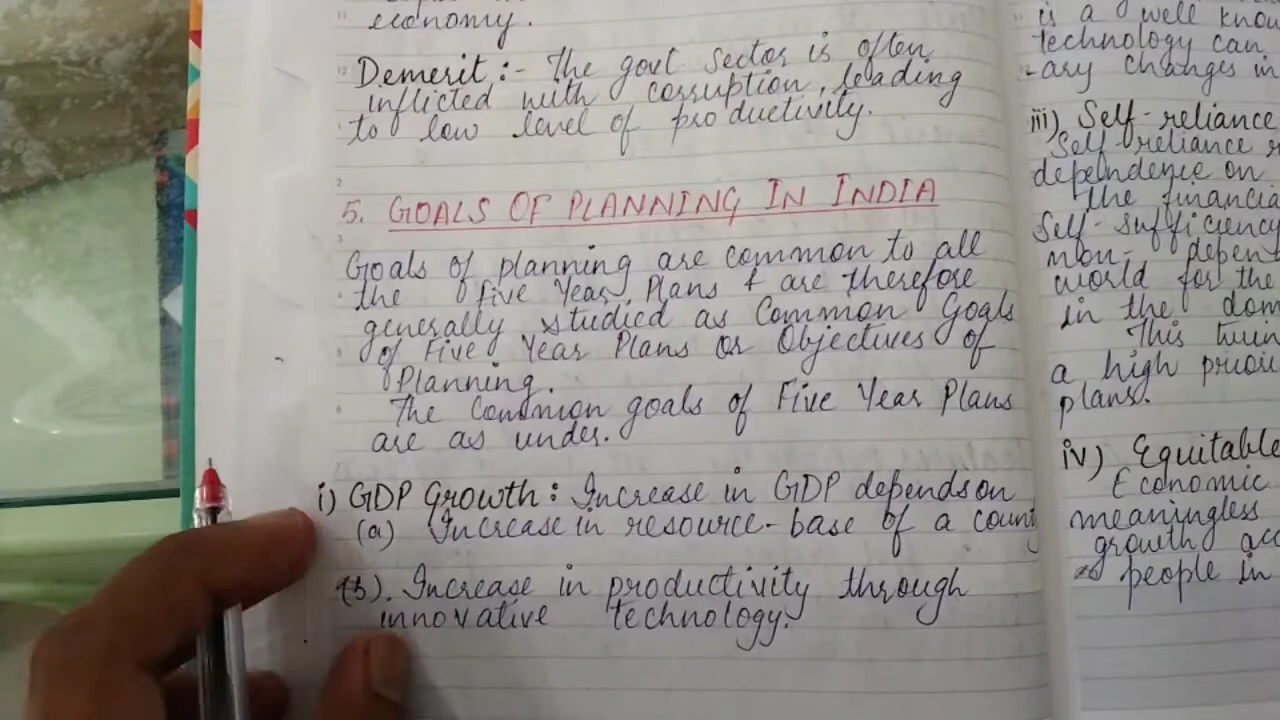 economy.
Demerit :- The govt sector is often
inflicted with corruption, leading
to low level of productivity.
5. GOALS OF PLANNING IN INDIA
Goals of planning are common to all
the five Year Plans & are therefore
generally studied as Common Goals
of Five Year Plans or Objectives of
Planning.
The Common goals of Five Year Plans
are as under.
i) GDP Growth: Increase in GDP depends on
(a) Increase in resource-base of a count
(b). Increase in productivity through
innovative technology.
is a well know
technology can
-ary changes in
iii) Self-reliance
Self-reliance
dependence on
The financia
Self-sufficiency
non- depen
world for the
in the dom
This twin
a high priori
plans.
iv) Equitable
Economic
meaningless
growth acc
people in